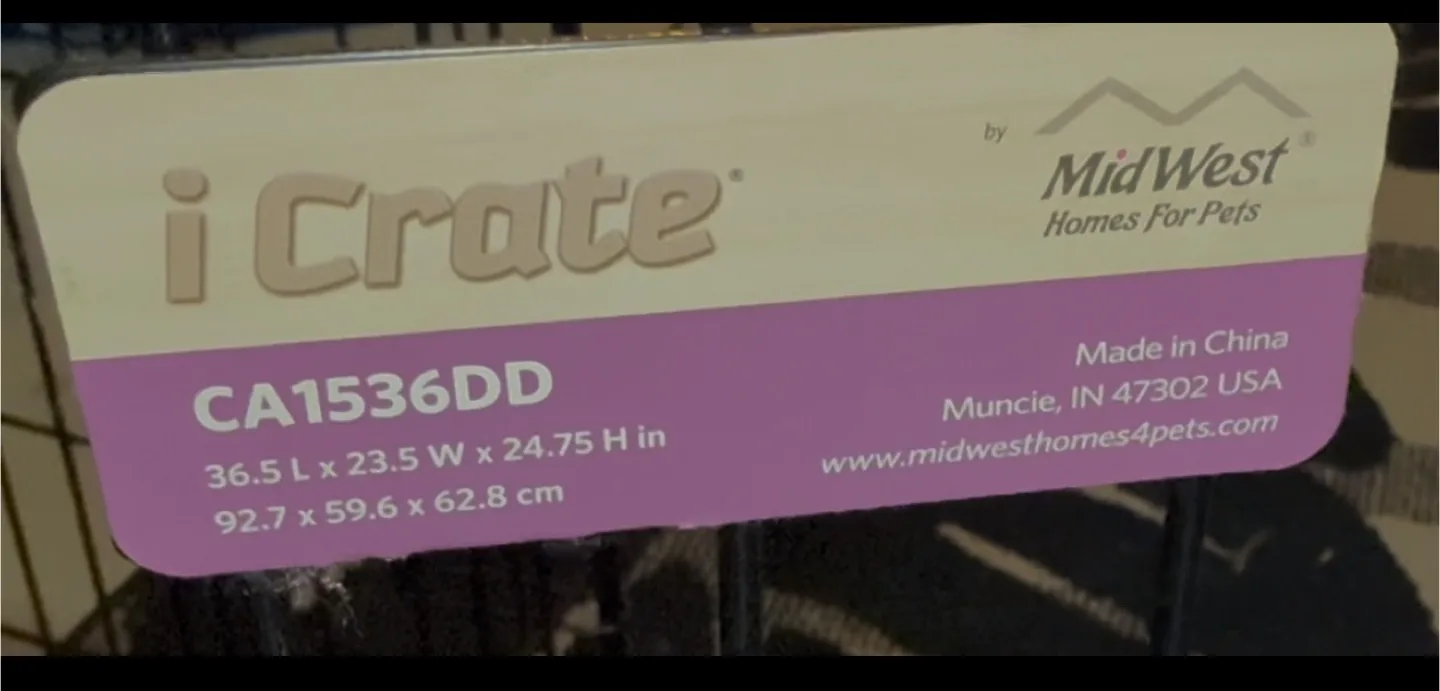 i Crate®
by MidWest®
Homes For Pets
CA1536DD
36.5 L x 23.5 W x 24.75 H in
92.7 x 59.6 x 62.8 cm
Made in China
Muncie, IN 47302 USA
www.midwesthomes4pets.com